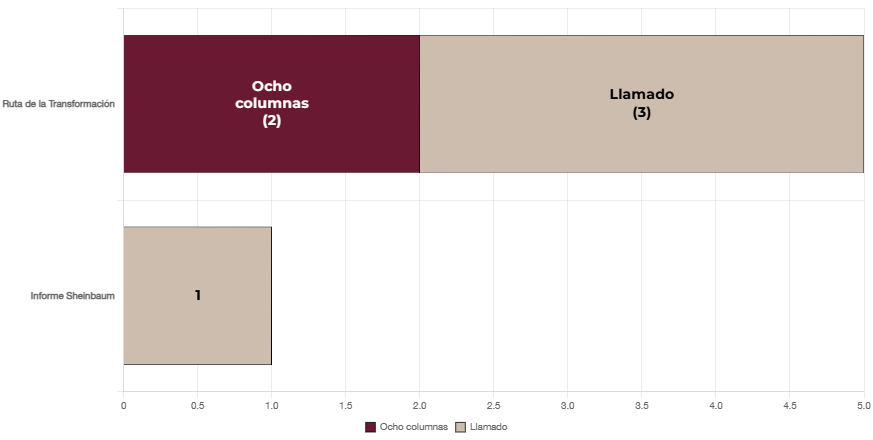 Ruta de la Transformación
Ocho
columnas
(2)
Llamado
(3)
Informe Sheinbaum
1
0 0.5 1.0 1.5 2.0 2.5 3.0 3.5 4.0 4.5 5.0
Ocho columnas Llamado